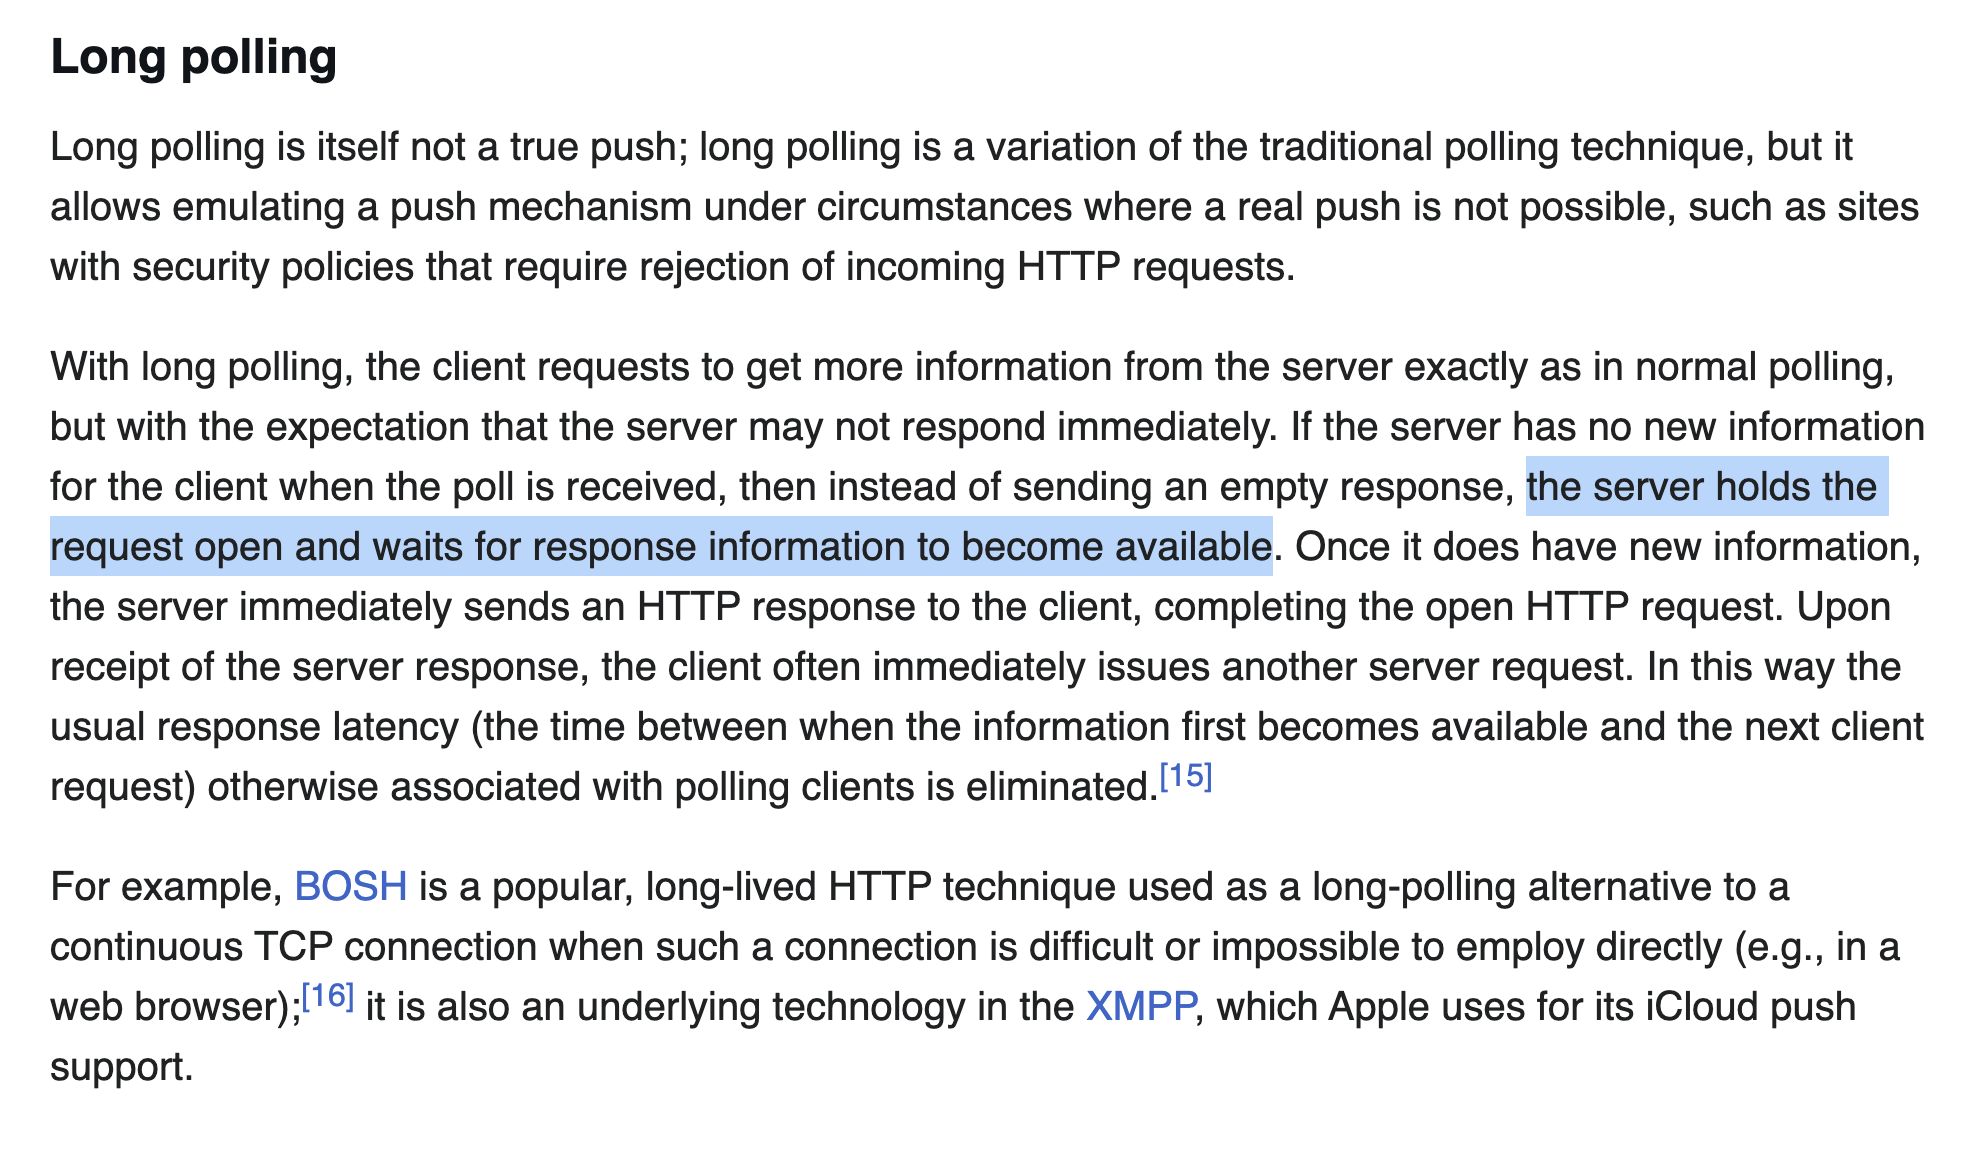 Long polling
Long polling is itself not a true push; long polling is a variation of the traditional polling technique, but it
allows emulating a push mechanism under circumstances where a real push is not possible, such as sites
with security policies that require rejection of incoming HTTP requests.
With long polling, the client requests to get more information from the server exactly as in normal polling,
but with the expectation that the server may not respond immediately. If the server has no new information
for the client when the poll is received, then instead of sending an empty response, the server holds the
request open and waits for response information to become available. Once it does have new information,
the server immediately sends an HTTP response to the client, completing the open HTTP request. Upon
receipt of the server response, the client often immediately issues another server request. In this way the
usual response latency (the time between when the information first becomes available and the next client
request) otherwise associated with polling clients is eliminated.[15]
For example, BOSH is a popular, long-lived HTTP technique used as a long-polling alternative to a
continuous TCP connection when such a connection is difficult or impossible to employ directly (e.g., in a
web browser);[16] it is also an underlying technology in the XMPP, which Apple uses for its iCloud push
support.